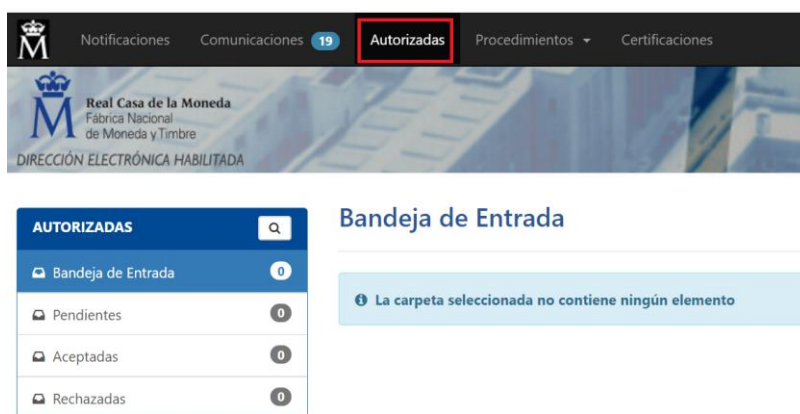 Notificaciones Comunicaciones 19 Autorizadas Procedimientos Certificaciones
Real Casa de la Moneda
Fábrica Nacional
de Moneda y Timbre
DIRECCIÓN ELECTRÓNICA HABILITADA
AUTORIZADAS
Bandeja de Entrada 0
Pendientes 0
Aceptadas 0
Rechazadas 0
Bandeja de Entrada
La carpeta seleccionada no contiene ningún elemento